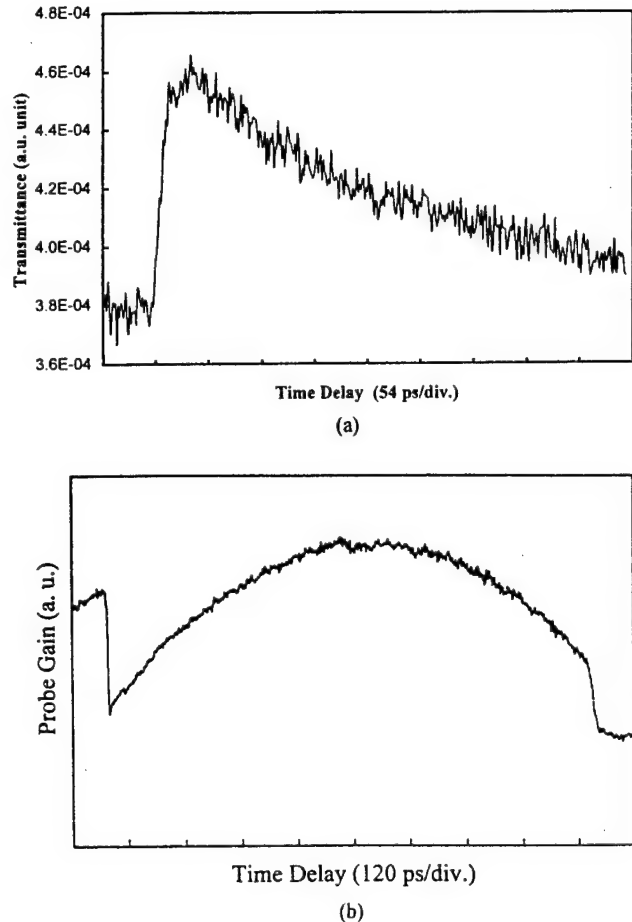 4.8E-04
4.6E-04
4.4E-04
4.2E-04
4.0E-04
3.8E-04
3.6E-04
Transmittance (a.u. unit)
Time Delay (54 ps/div.)
(a)
Probe Gain (a. u.)
Time Delay (120 ps/div.)
(b)